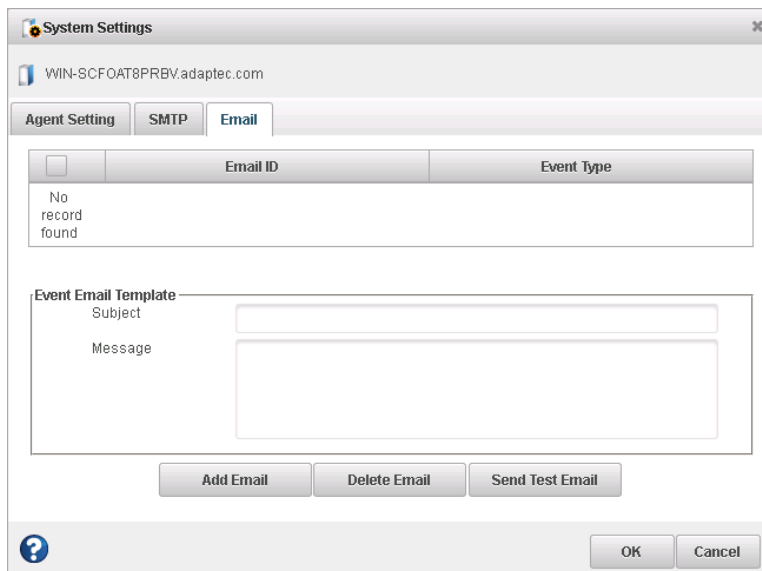 System Settings
WIN-SCFOAT8PRBV.adaptec.com
Agent Setting SMTP Email
Email ID Event Type
No
record
found
Event Email Template
Subject
Message
Add Email Delete Email Send Test Email
? OK Cancel